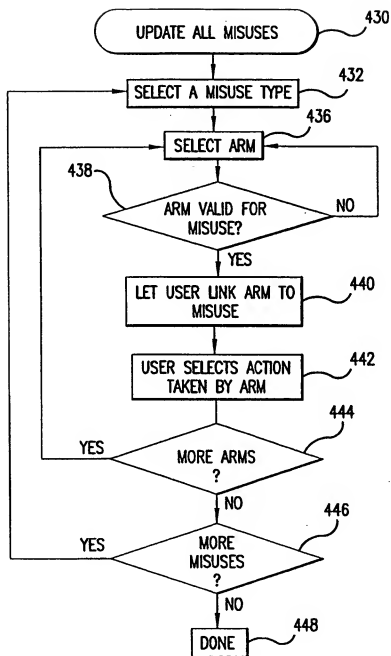 UPDATE ALL MISUSES
430
SELECT A MISUSE TYPE
432
436
SELECT ARM
438
ARM VALID FOR
MISUSE?
NO
YES
LET USER LINK ARM TO
MISUSE
440
USER SELECTS ACTION
TAKEN BY ARM
442
444
YES
MORE ARMS
?
NO
446
YES
MORE
MISUSES
?
NO
DONE
448